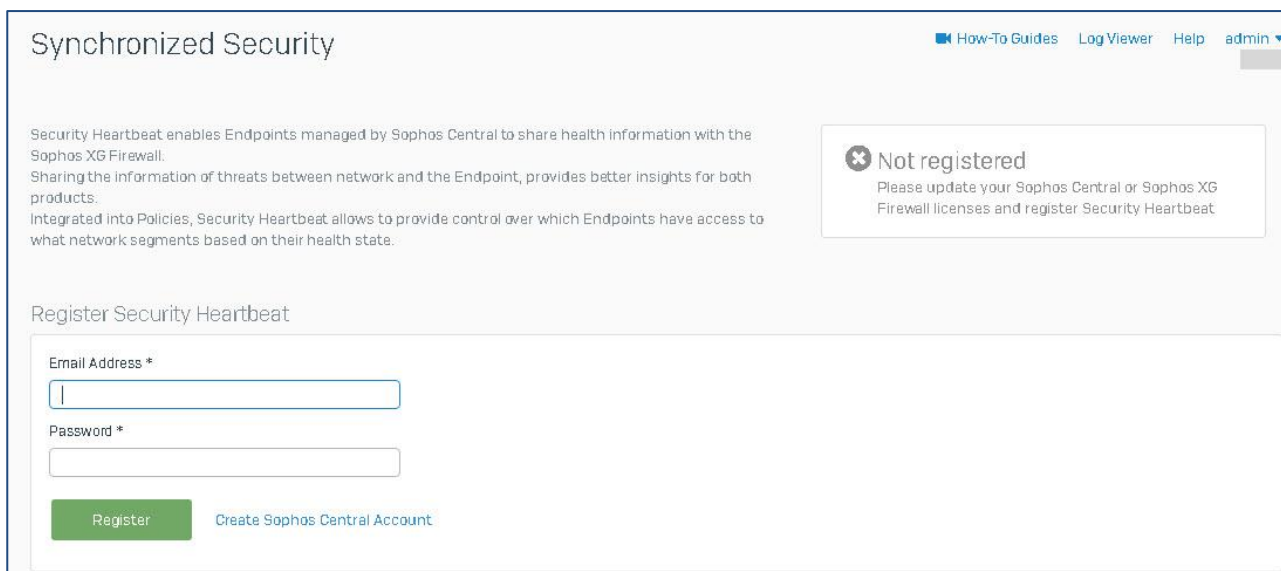 Synchronized Security
How-To Guides Log Viewer Help admin
Security Heartbeat enables Endpoints managed by Sophos Central to share health information with the
Sophos XG Firewall.
Sharing the information of threats between network and the Endpoint, provides better insights for both
products.
Integrated into Policies, Security Heartbeat allows to provide control over which Endpoints have access to
what network segments based on their health state.
Not registered
Please update your Sophos Central or Sophos XG
Firewall licenses and register Security Heartbeat
Register Security Heartbeat
Email Address *
Password *
Register Create Sophos Central Account